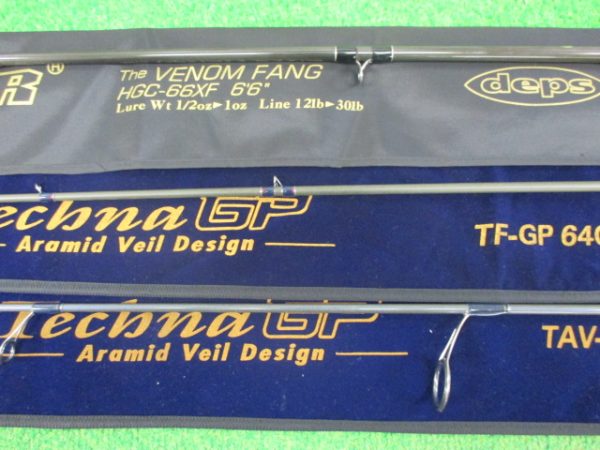 R®
The VENOM FANG
HGC-66XF 6'6"
Lure Wt 1/2oz▶1oz Line 12lb▶30lb
deps
Techna GP
Aramid Veil Design
TF-GP 64
Techna GP
Aramid Veil Design
TAV-